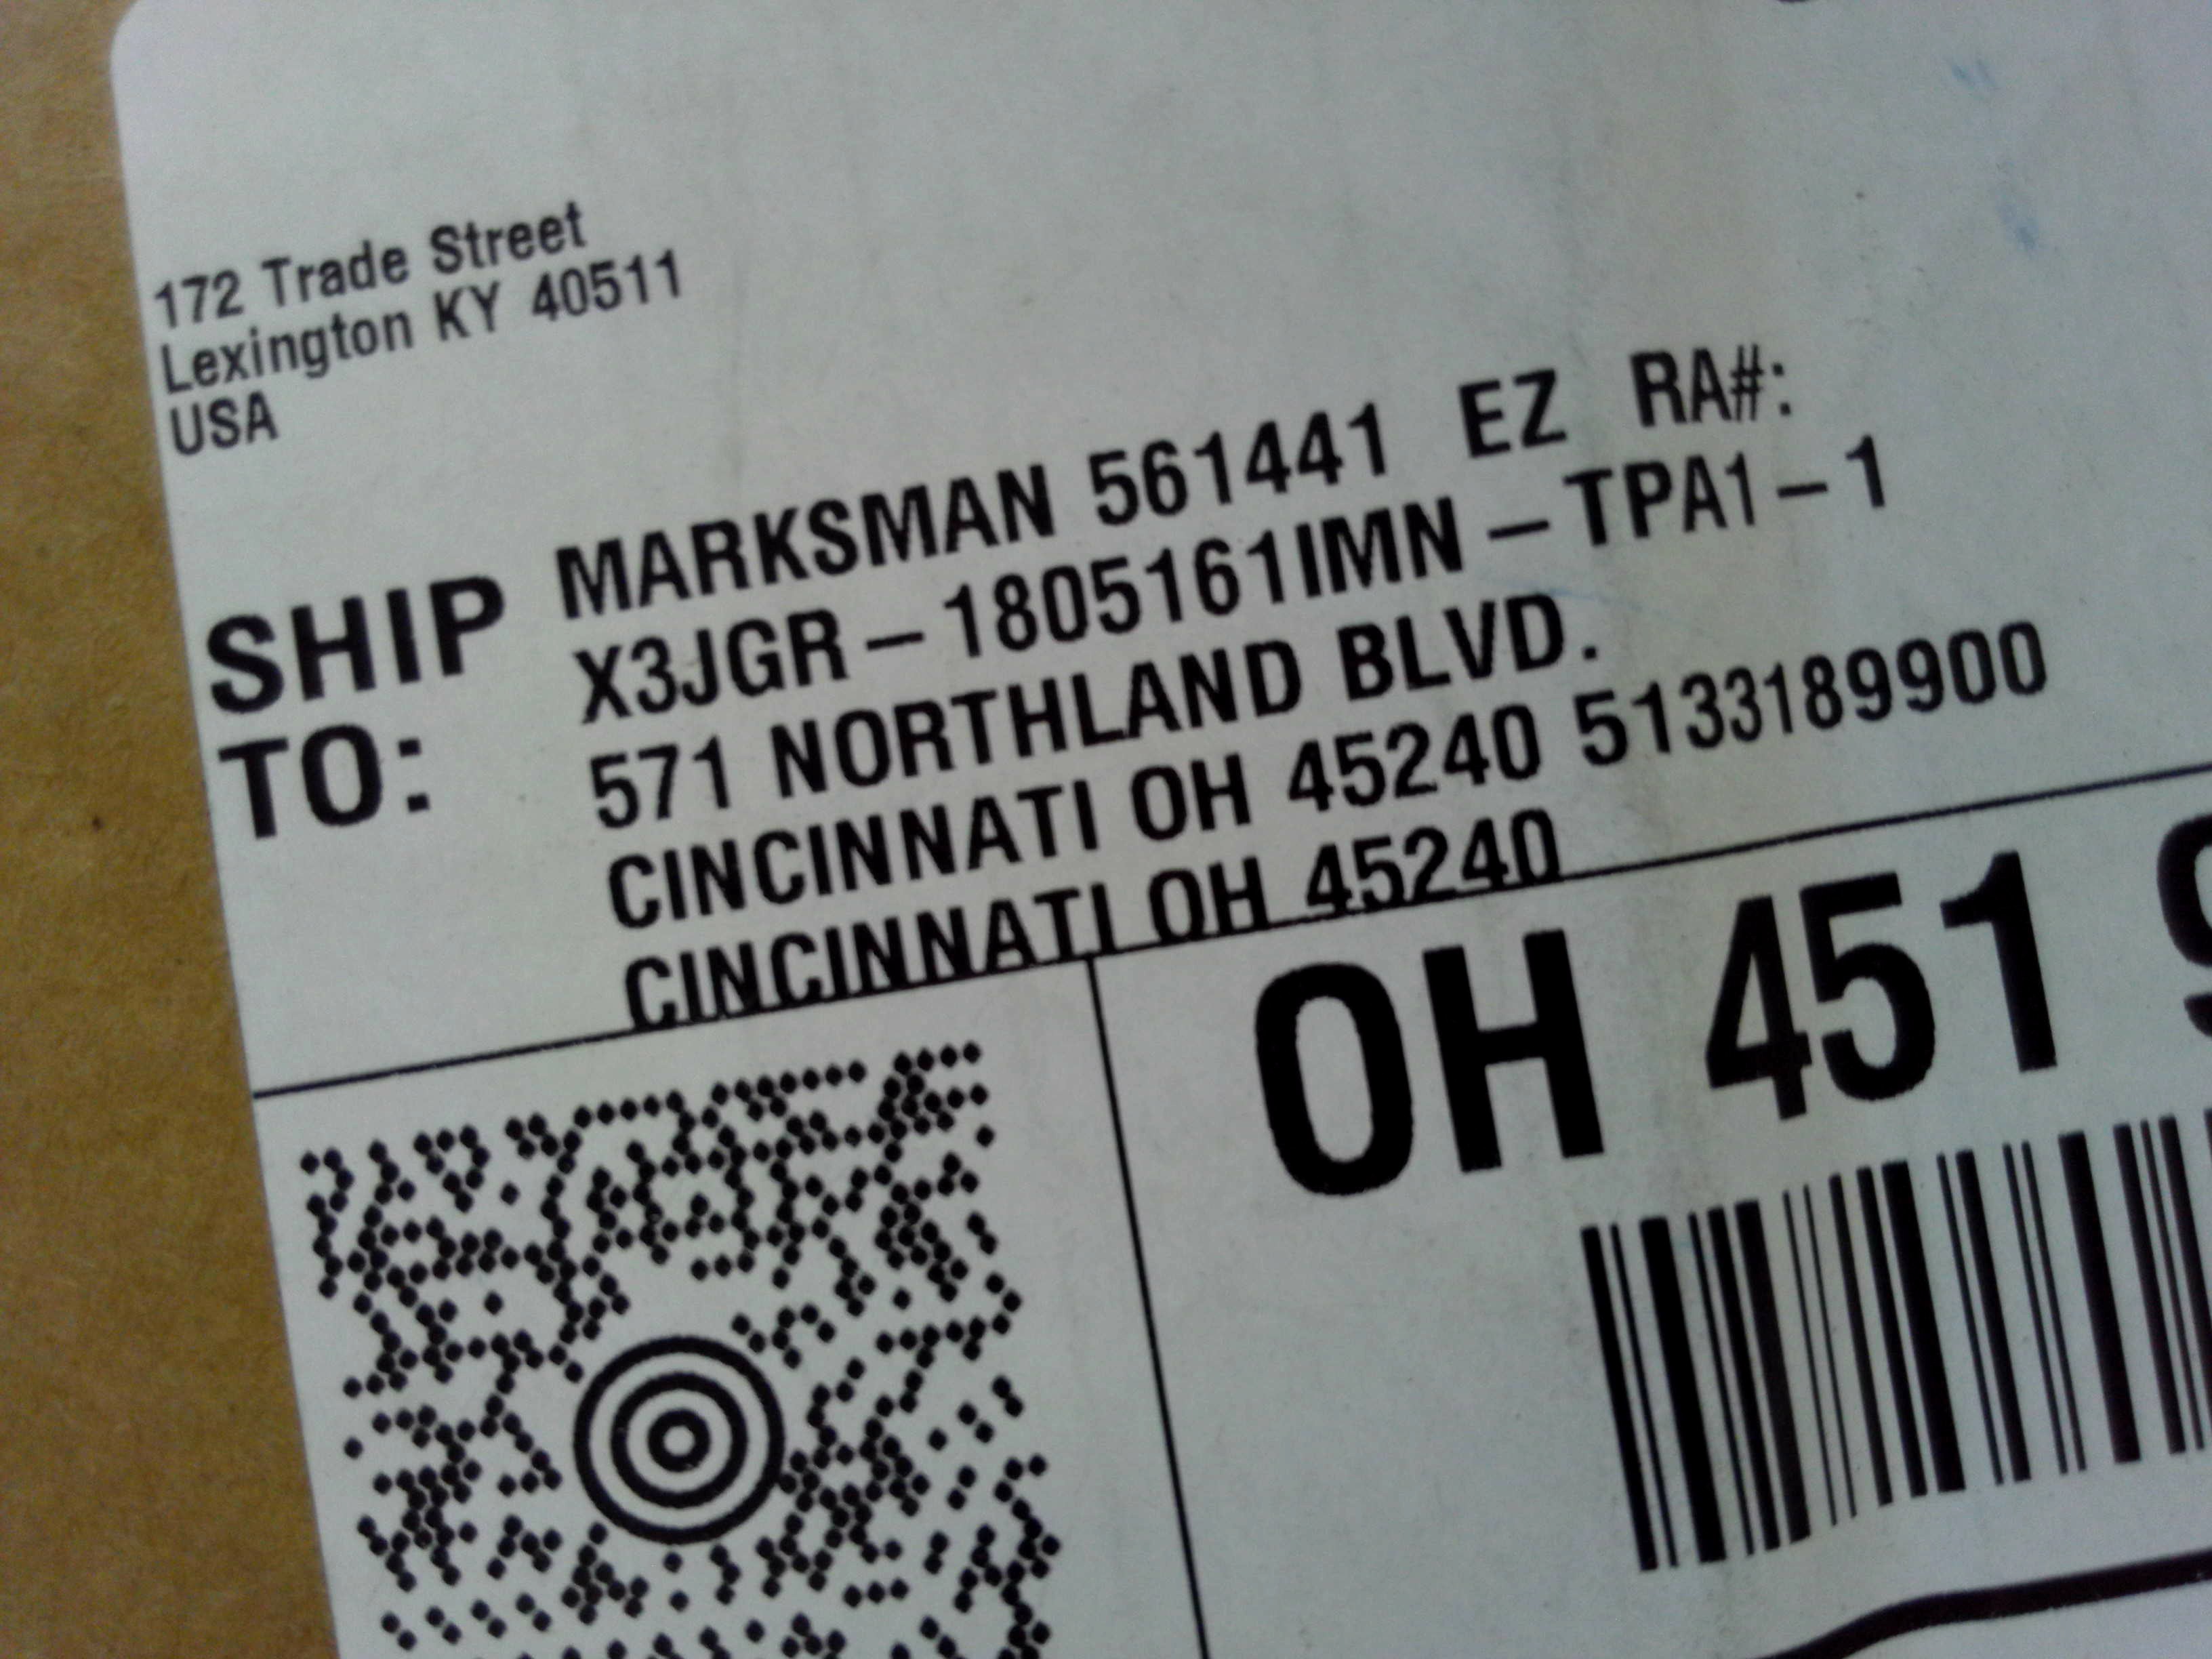 172 Trade Street
Lexington KY 40511
USA
SHIP TO:
MARKSMAN 561441 EZ RA#:
X3JGR-1805161IMN-TPA1-1
571 NORTHLAND BLVD.
CINCINNATI OH 45240 5133189900
CINCINNATI OH 45240
OH 451 9